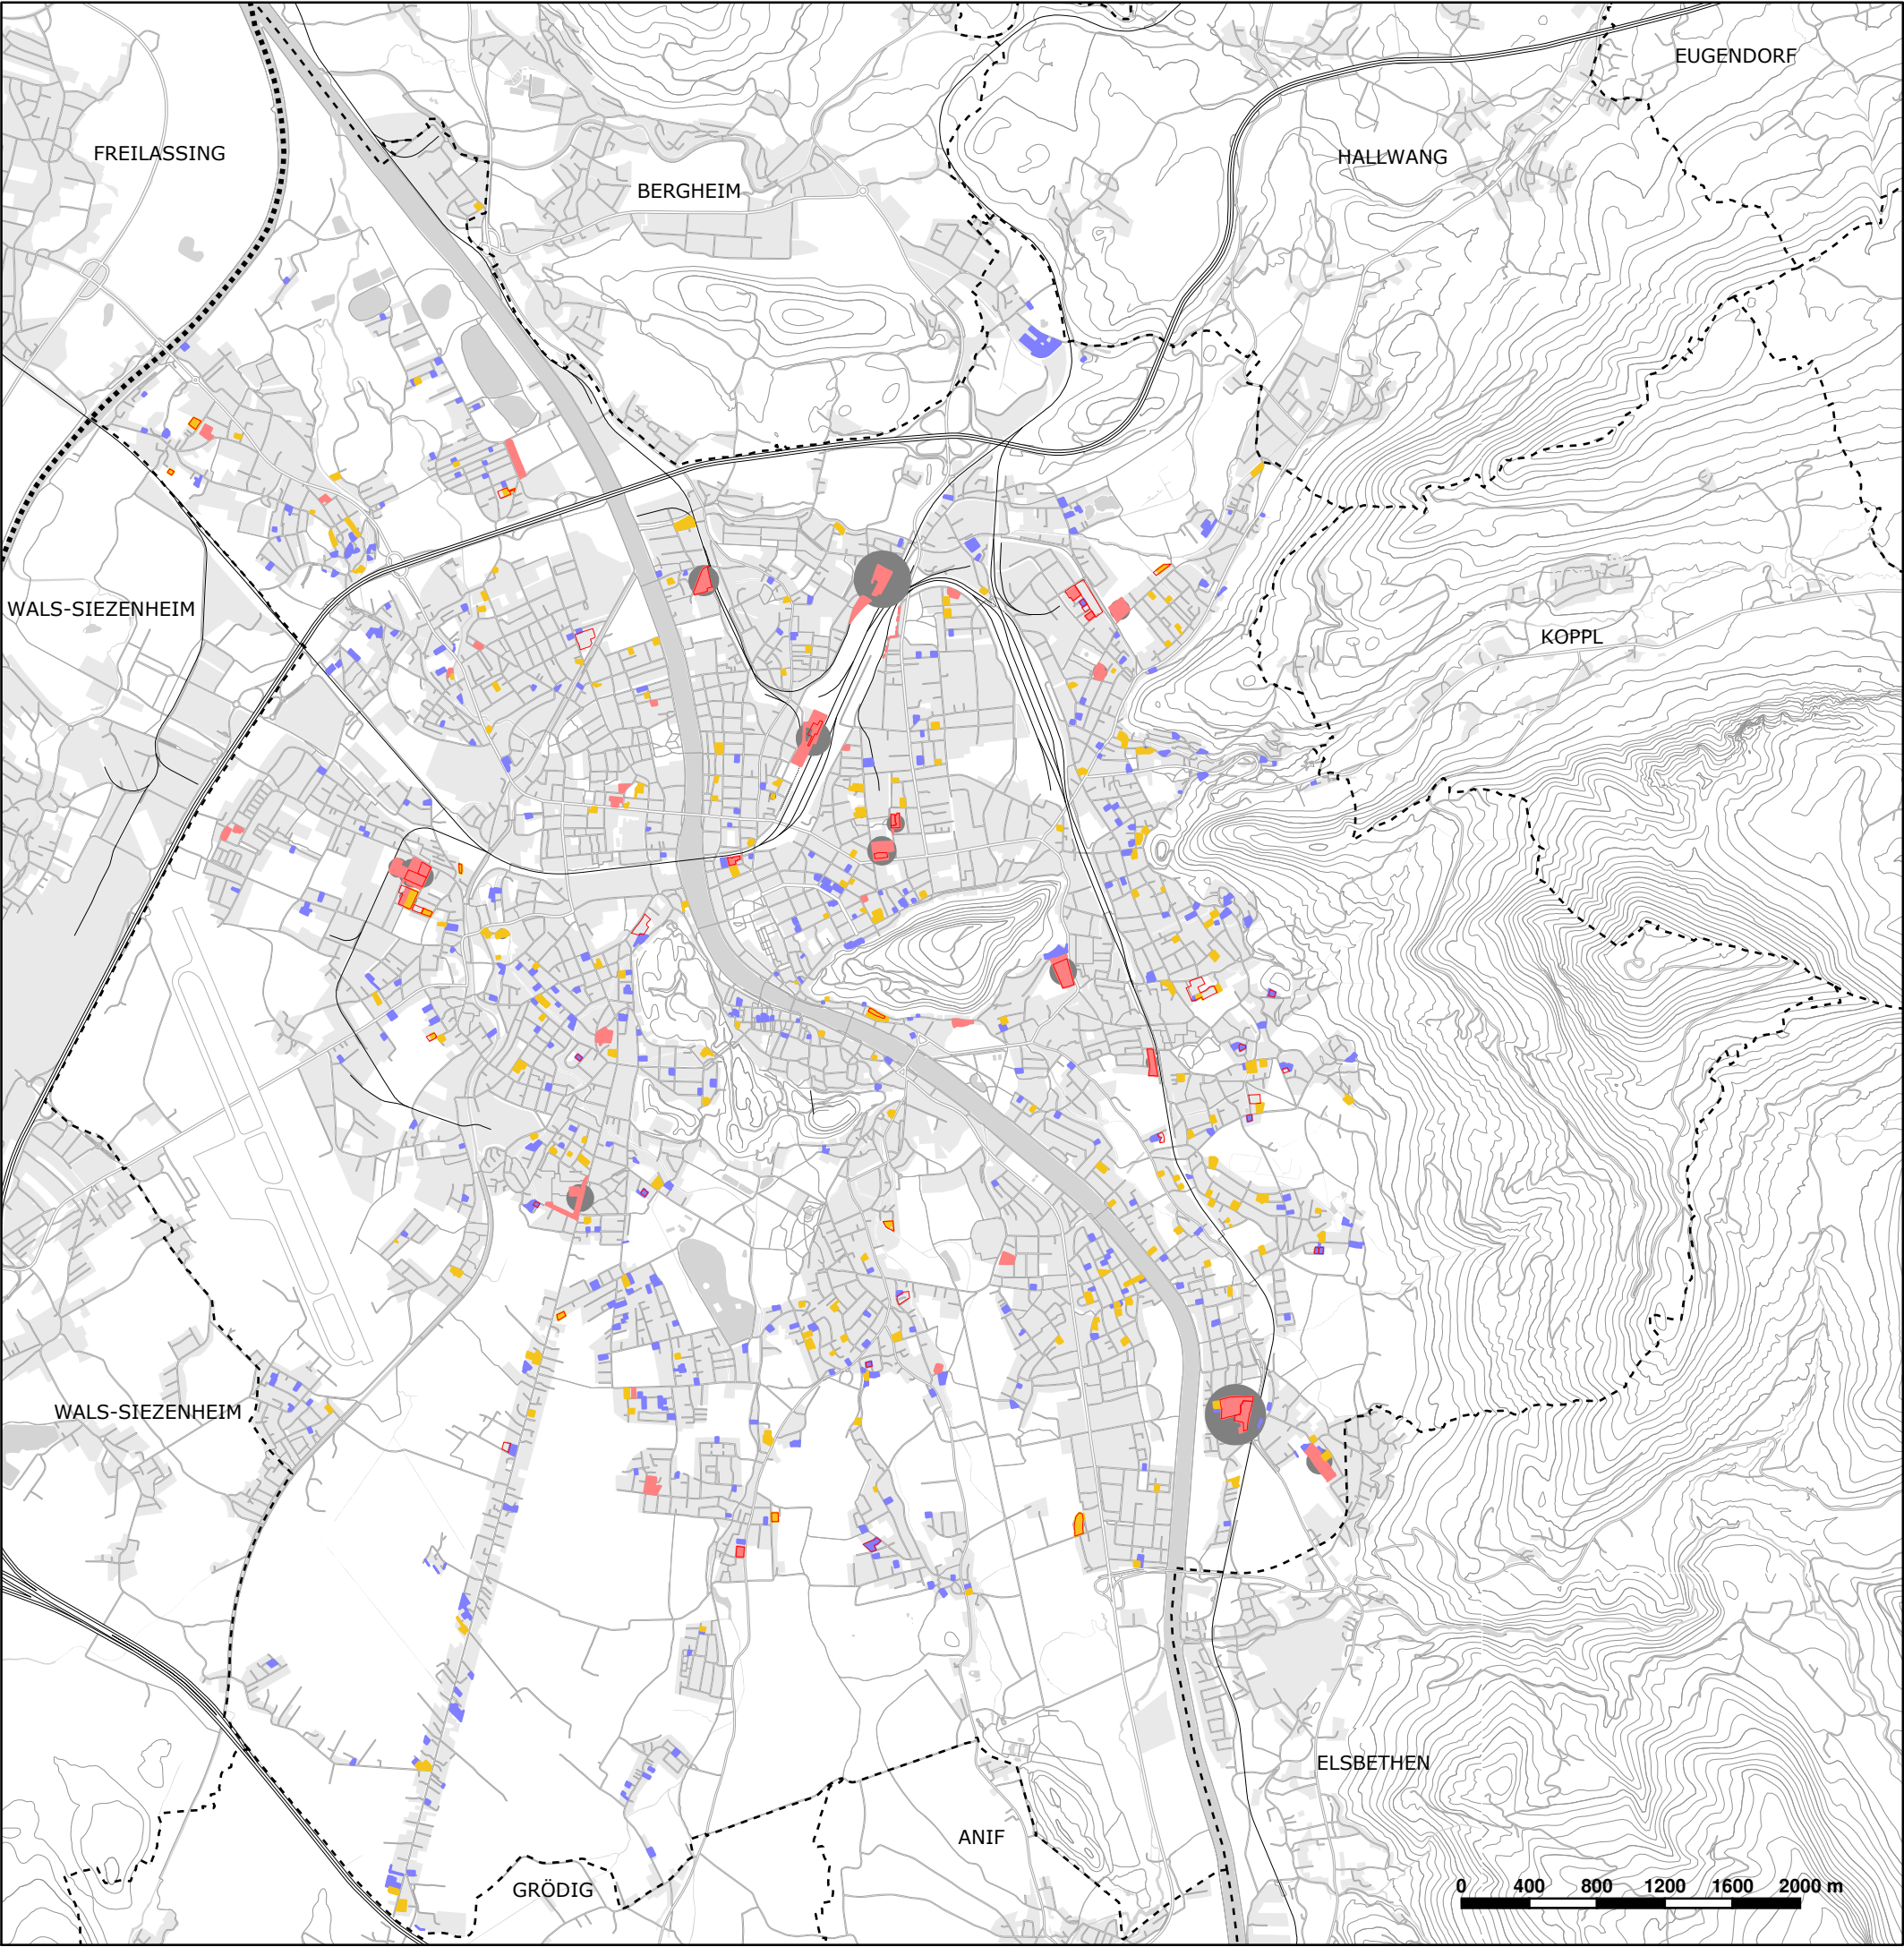 EUGENDORF
FREILASSING
HALLWANG
BERGHEIM
WALS-SIEZENHEIM
KOPPL
WALS-SIEZENHEIM
ELSBETHEN
ANIF
GRÖDIG
0 400 800 1200 1600 2000 m